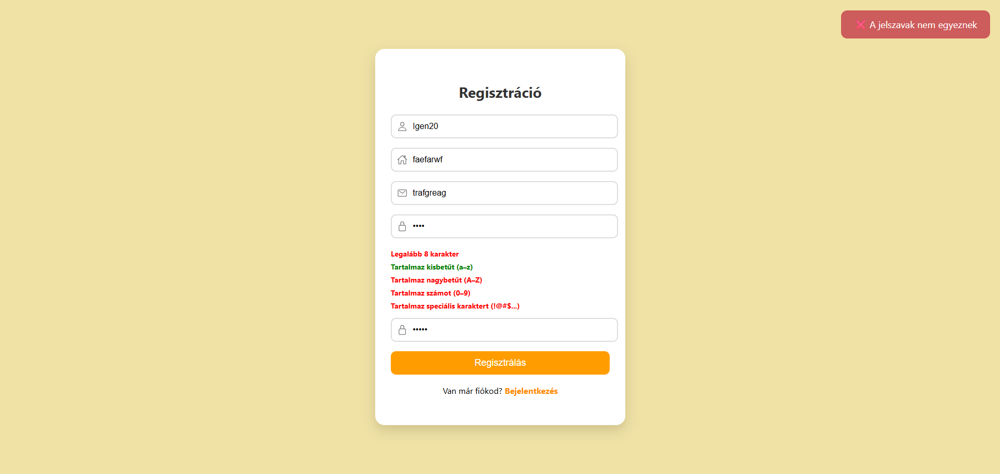 A jelszavak nem egyeznek
Regisztráció
Igen20
faefarwf
trafgreag
••••
Legalább 8 karakter
Tartalmaz kisbetűt (a–z)
Tartalmaz nagybetűt (A–Z)
Tartalmaz számot (0–9)
Tartalmaz speciális karaktert (!@#$...)
•••••
Regisztrálás
Van már fiókod? Bejelentkezés